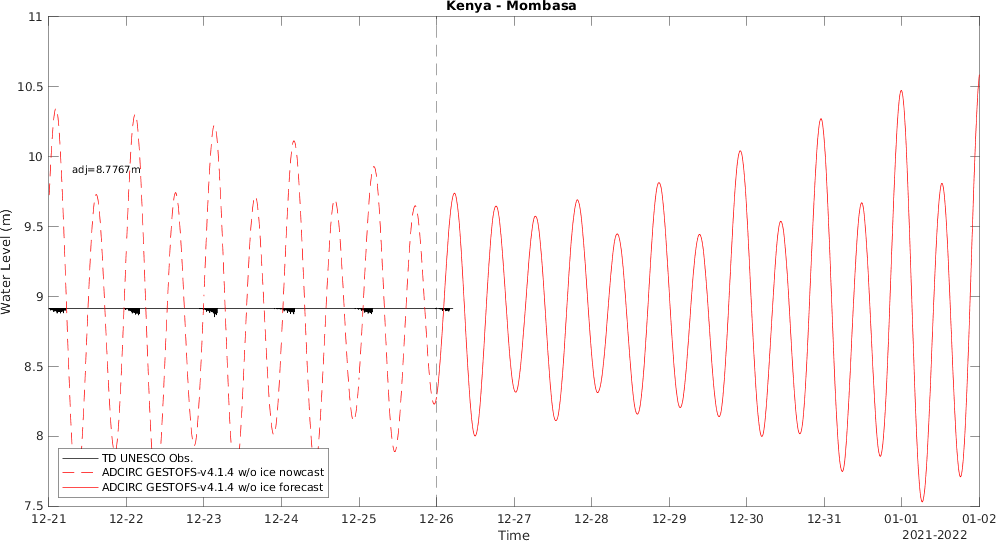 Kenya - Mombasa
11
10.5
10
adj=8.7767m
9.5
9
8.5
8
7.5
Water Level (m)
TD UNESCO Obs.
ADCIRC GESTOFS-v4.1.4 w/o ice nowcast
ADCIRC GESTOFS-v4.1.4 w/o ice forecast
12-21 12-22 12-23 12-24 12-25 12-26 12-27 12-28 12-29 12-30 12-31 01-01 01-02
Time
2021-2022